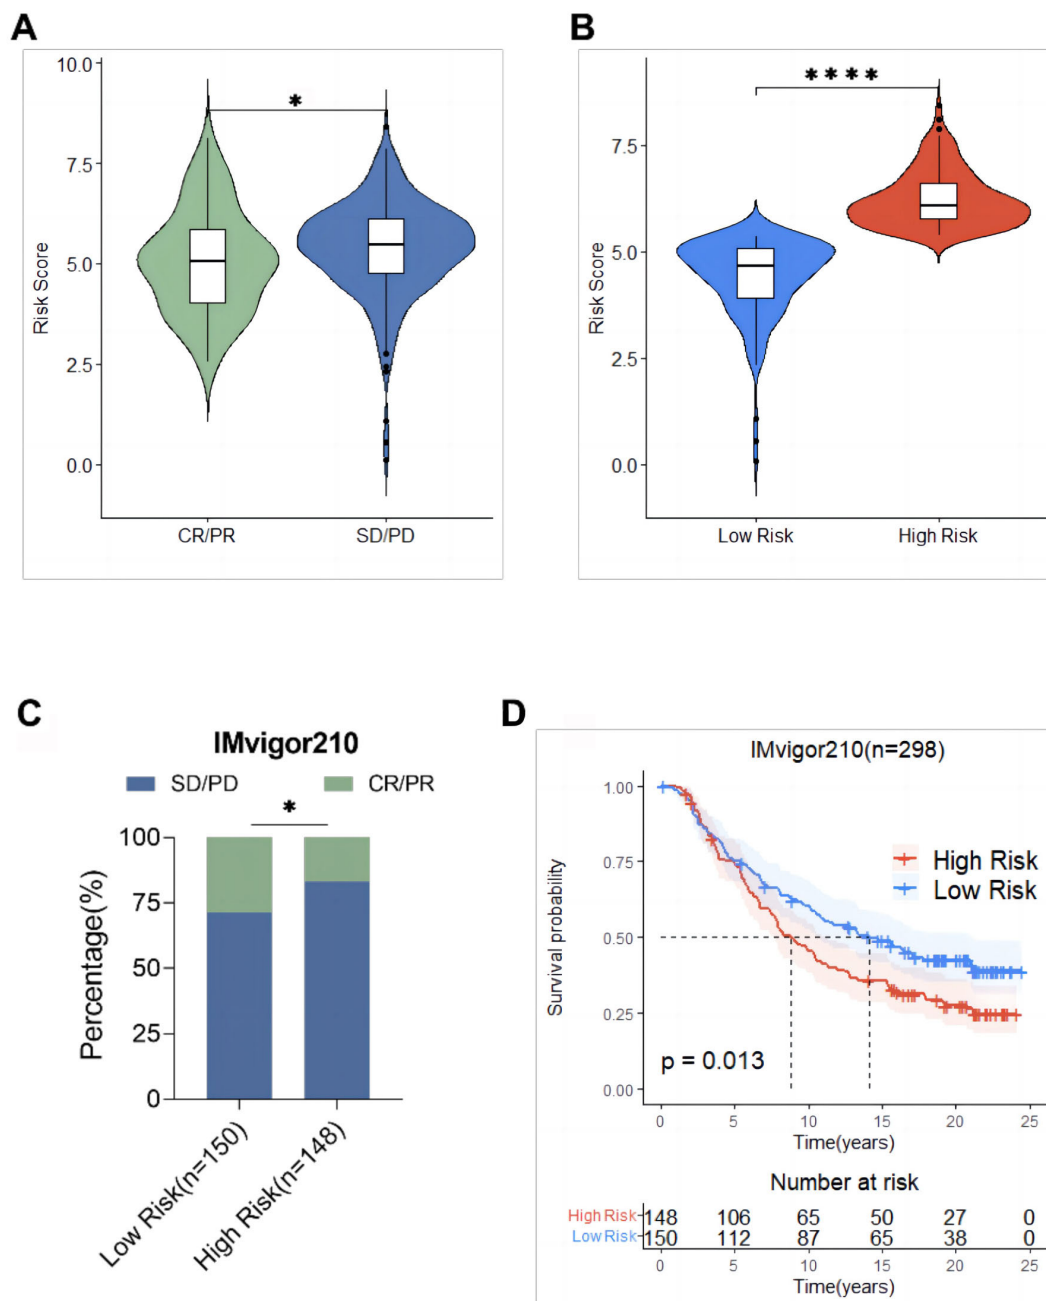 A
10.0
7.5
5.0
2.5
0.0
Risk Score
*
CR/PR
SD/PD
B
7.5
5.0
2.5
0.0
Risk Score
****
Low Risk
High Risk
C
IMvigor210
SD/PD
CR/PR
*
100
75
50
25
0
Percentage(%)
Low Risk(n=150)
High Risk(n=148)
D
IMvigor210(n=298)
1.00
0.75
0.50
0.25
0.00
Survival probability
High Risk
Low Risk
p = 0.013
0 5 10 15 20 25
Time(years)
Number at risk
High Risk 148 106 65 50 27 0
Low Risk 150 112 87 65 38 0
0 5 10 15 20 25
Time(years)